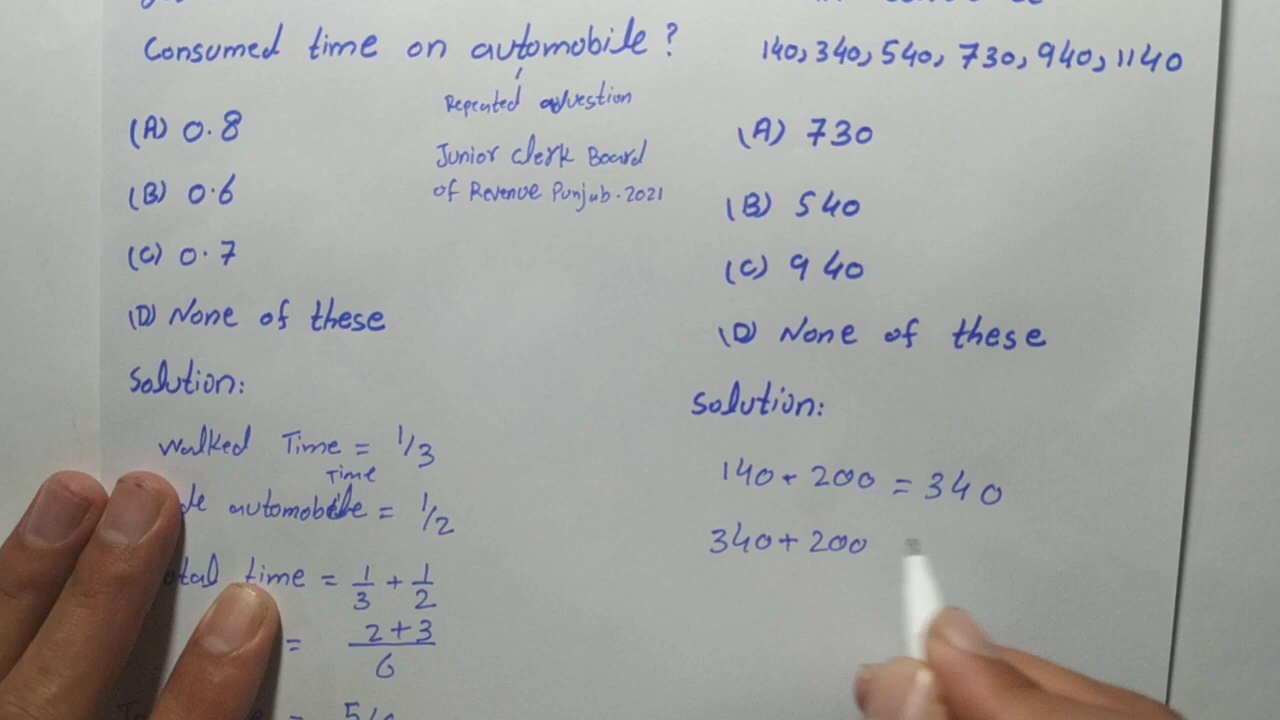 Consumed time on automobile?
Repeated question
Junior Clerk Board
of Revenue Punjab. 2021
(A) 0.8
(B) 0.6
(C) 0.7
(D) None of these
Solution:
Walked Time = 1/3
Time
automobile = 1/2
time = 1/3 + 1/2
= 2+3/6
=
140, 340, 540, 730, 940, 1140
(A) 730
(B) 540
(C) 940
(D) None of these
Solution:
140 + 200 = 340
340 + 200